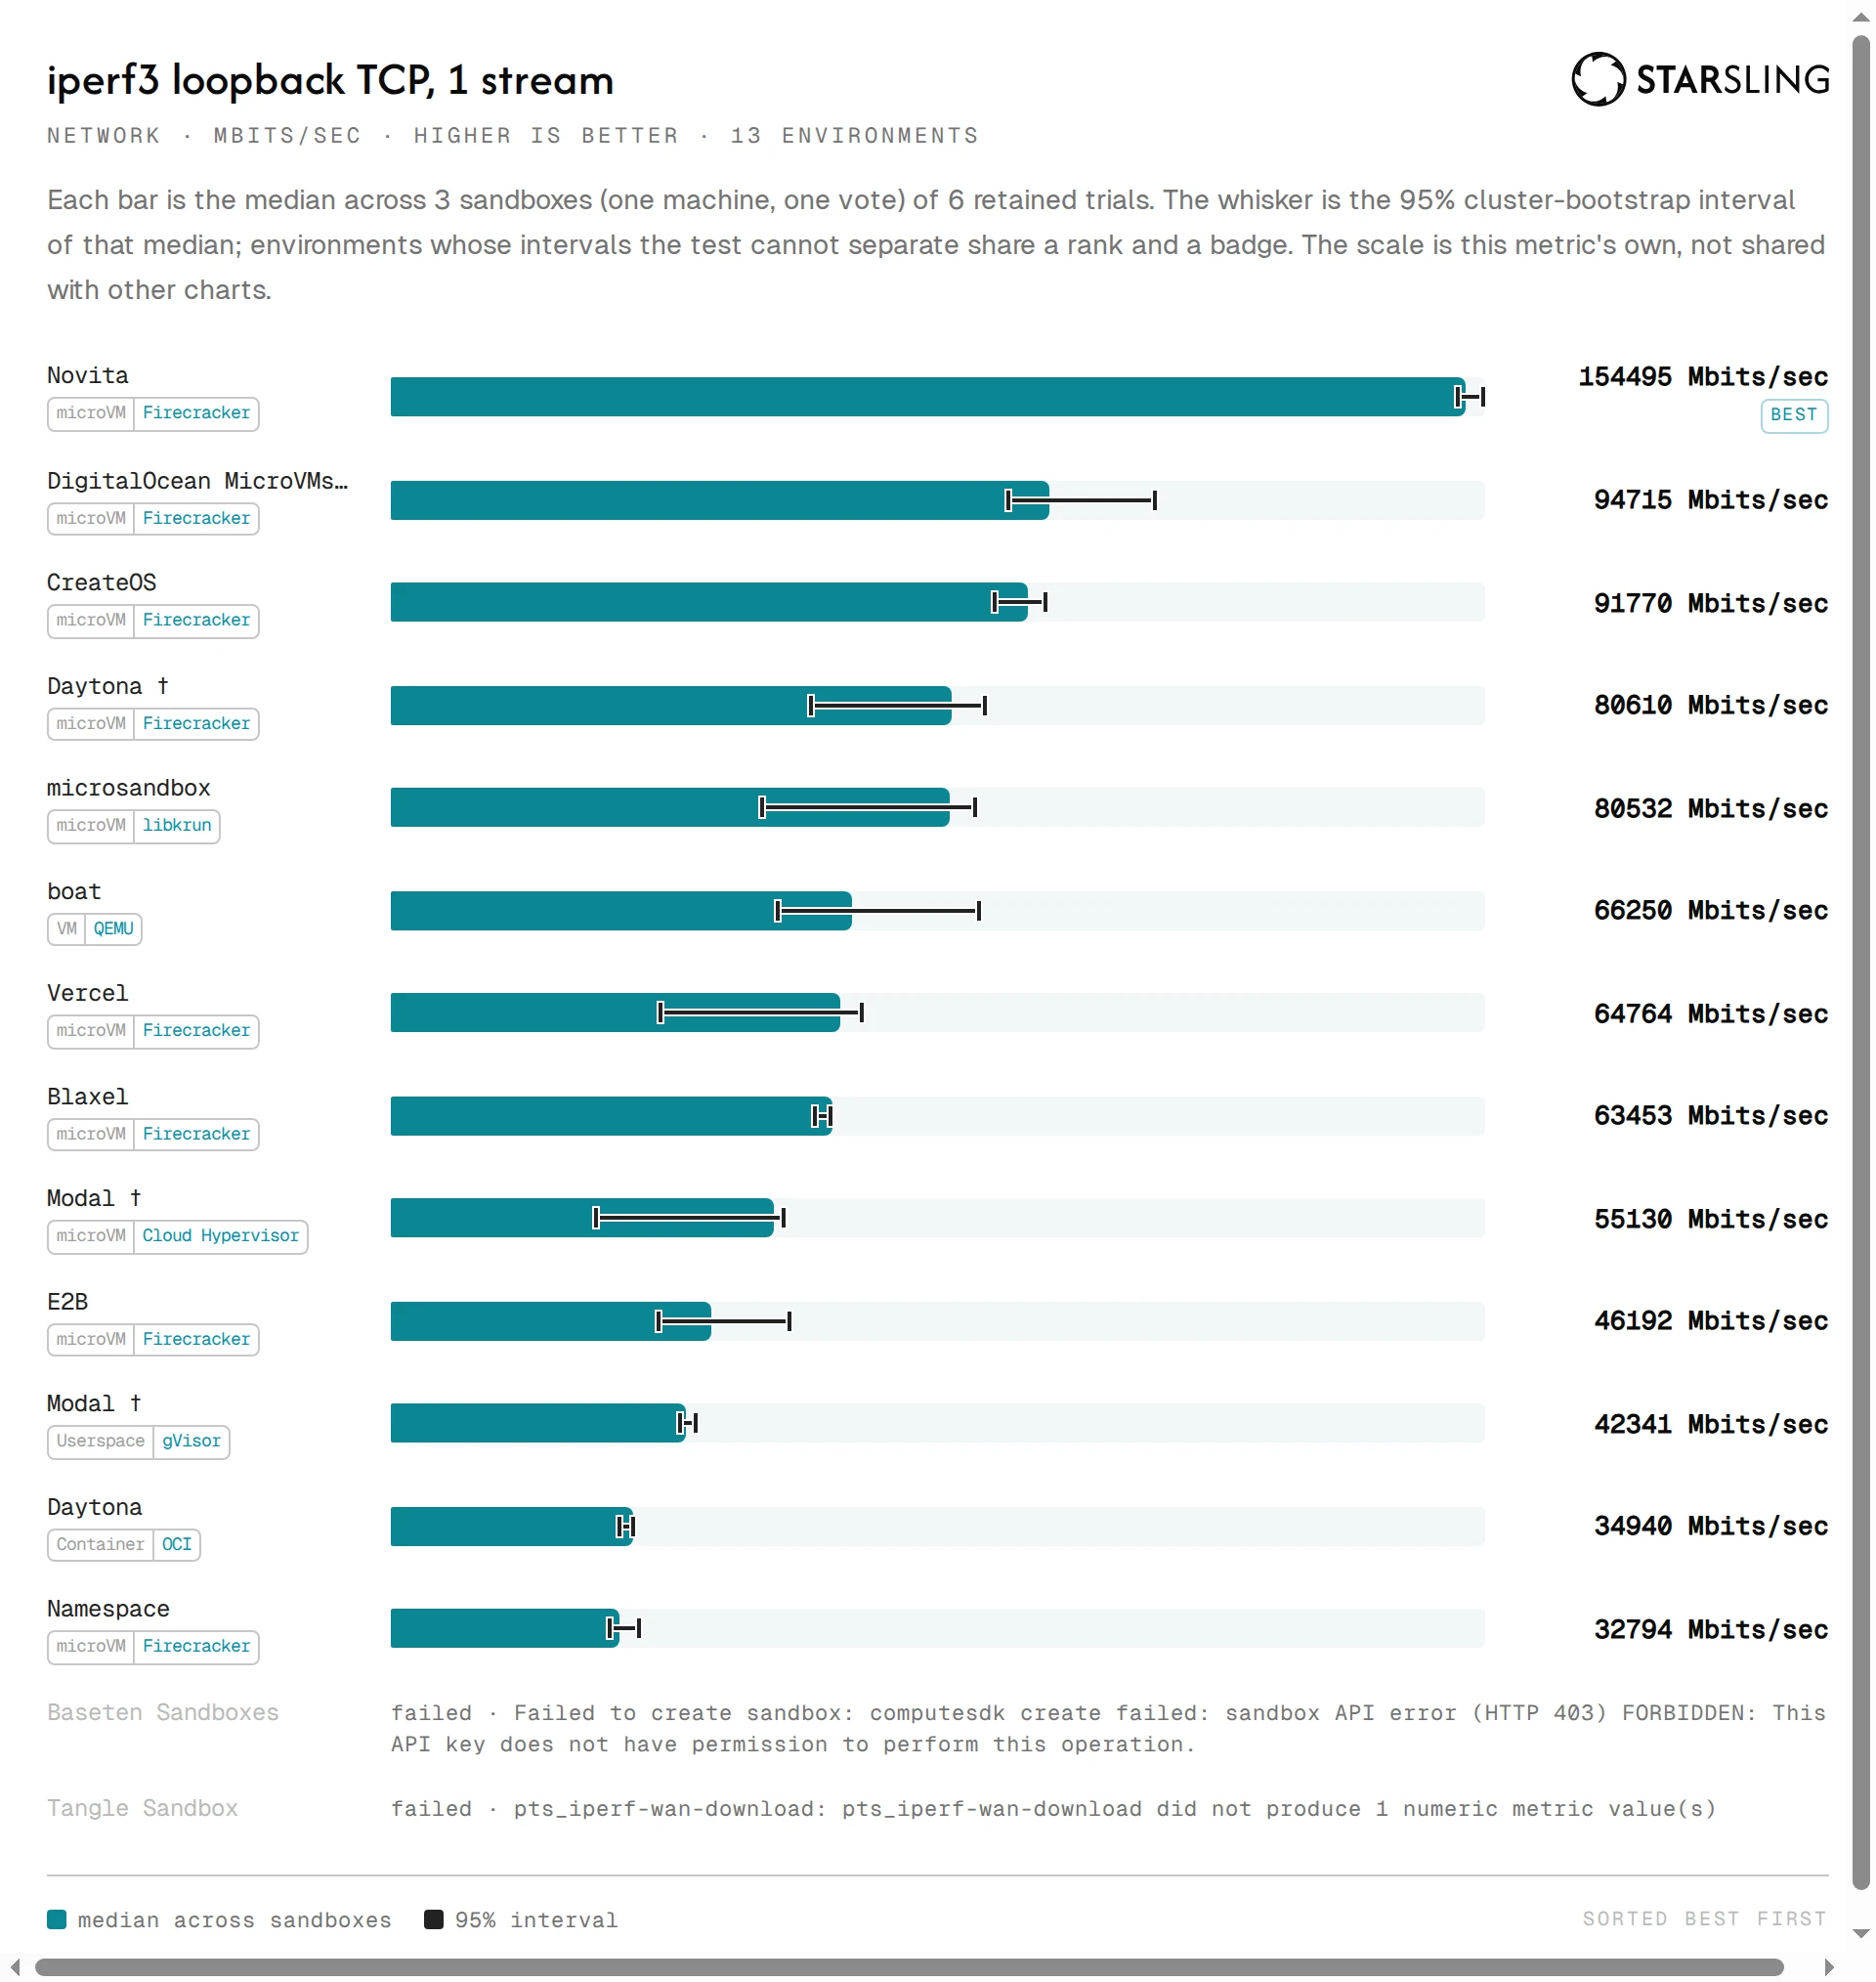 iperf3 loopback TCP, 1 stream
STARSLING
NETWORK · MBITS/SEC · HIGHER IS BETTER · 13 ENVIRONMENTS
Each bar is the median across 3 sandboxes (one machine, one vote) of 6 retained trials. The whisker is the 95% cluster-bootstrap interval
of that median; environments whose intervals the test cannot separate share a rank and a badge. The scale is this metric's own, not shared
with other charts.
Novita
microVM Firecracker
154495 Mbits/sec
BEST
DigitalOcean MicroVMs…
microVM Firecracker
94715 Mbits/sec
CreateOS
microVM Firecracker
91770 Mbits/sec
Daytona †
microVM Firecracker
80610 Mbits/sec
microsandbox
microVM libkrun
80532 Mbits/sec
boat
VM QEMU
66250 Mbits/sec
Vercel
microVM Firecracker
64764 Mbits/sec
Blaxel
microVM Firecracker
63453 Mbits/sec
Modal †
microVM Cloud Hypervisor
55130 Mbits/sec
E2B
microVM Firecracker
46192 Mbits/sec
Modal †
Userspace gVisor
42341 Mbits/sec
Daytona
Container OCI
34940 Mbits/sec
Namespace
microVM Firecracker
32794 Mbits/sec
Baseten Sandboxes
failed · Failed to create sandbox: computesdk create failed: sandbox API error (HTTP 403) FORBIDDEN: This
API key does not have permission to perform this operation.
Tangle Sandbox
failed · pts_iperf-wan-download: pts_iperf-wan-download did not produce 1 numeric metric value(s)
median across sandboxes
95% interval
SORTED BEST FIRST